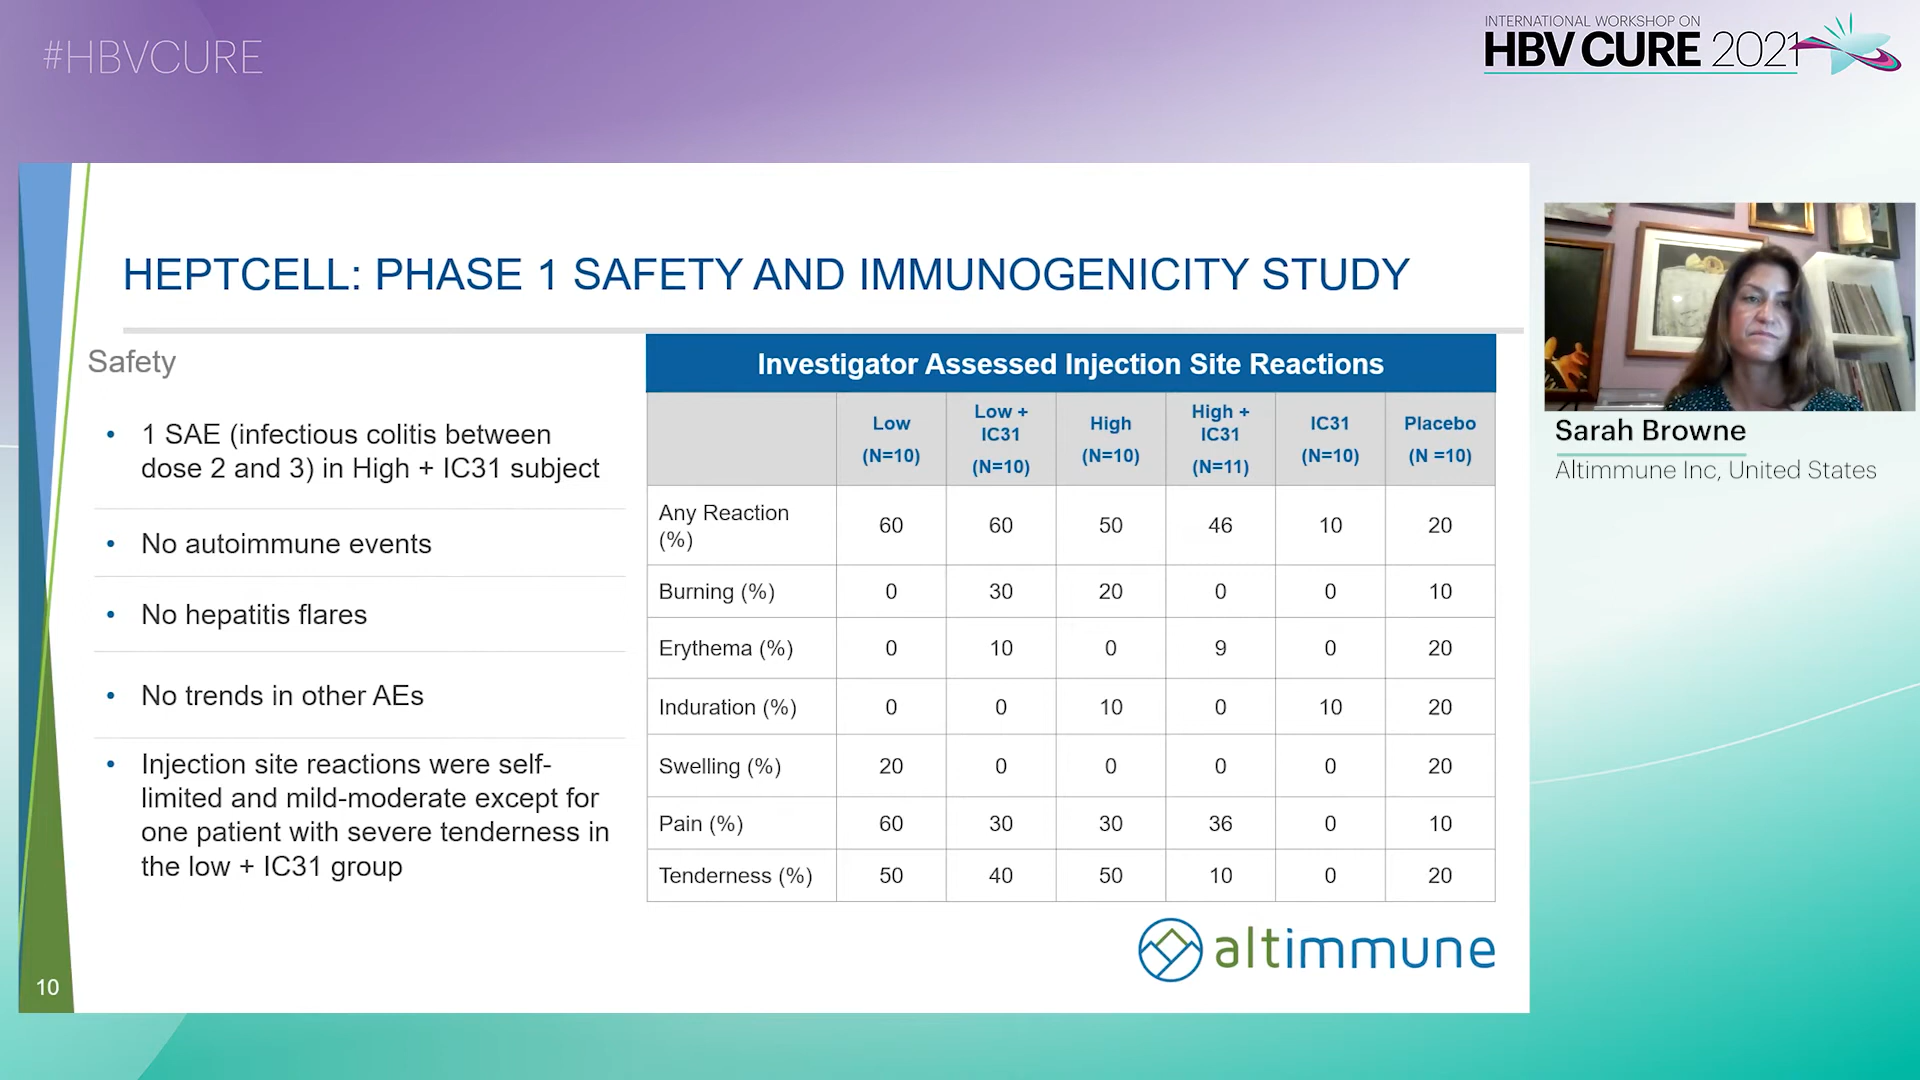 #HBVCURE
INTERNATIONAL WORKSHOP ON
HBV CURE 2021
HEPTCELL: PHASE 1 SAFETY AND IMMUNOGENICITY STUDY
Safety
• 1 SAE (infectious colitis between
dose 2 and 3) in High + IC31 subject
• No autoimmune events
• No hepatitis flares
• No trends in other AEs
• Injection site reactions were self-
limited and mild-moderate except for
one patient with severe tenderness in
the low + IC31 group
Investigator Assessed Injection Site Reactions
Low (N=10) Low + IC31 (N=10) High (N=10) High + IC31 (N=11) IC31 (N=10) Placebo (N =10)
Any Reaction (%) 60 60 50 46 10 20
Burning (%) 0 30 20 0 0 10
Erythema (%) 0 10 0 9 0 20
Induration (%) 0 0 10 0 10 20
Swelling (%) 20 0 0 0 0 20
Pain (%) 60 30 30 36 0 10
Tenderness (%) 50 40 50 10 0 20
altimmune
10
Sarah Browne
Altimmune Inc, United States